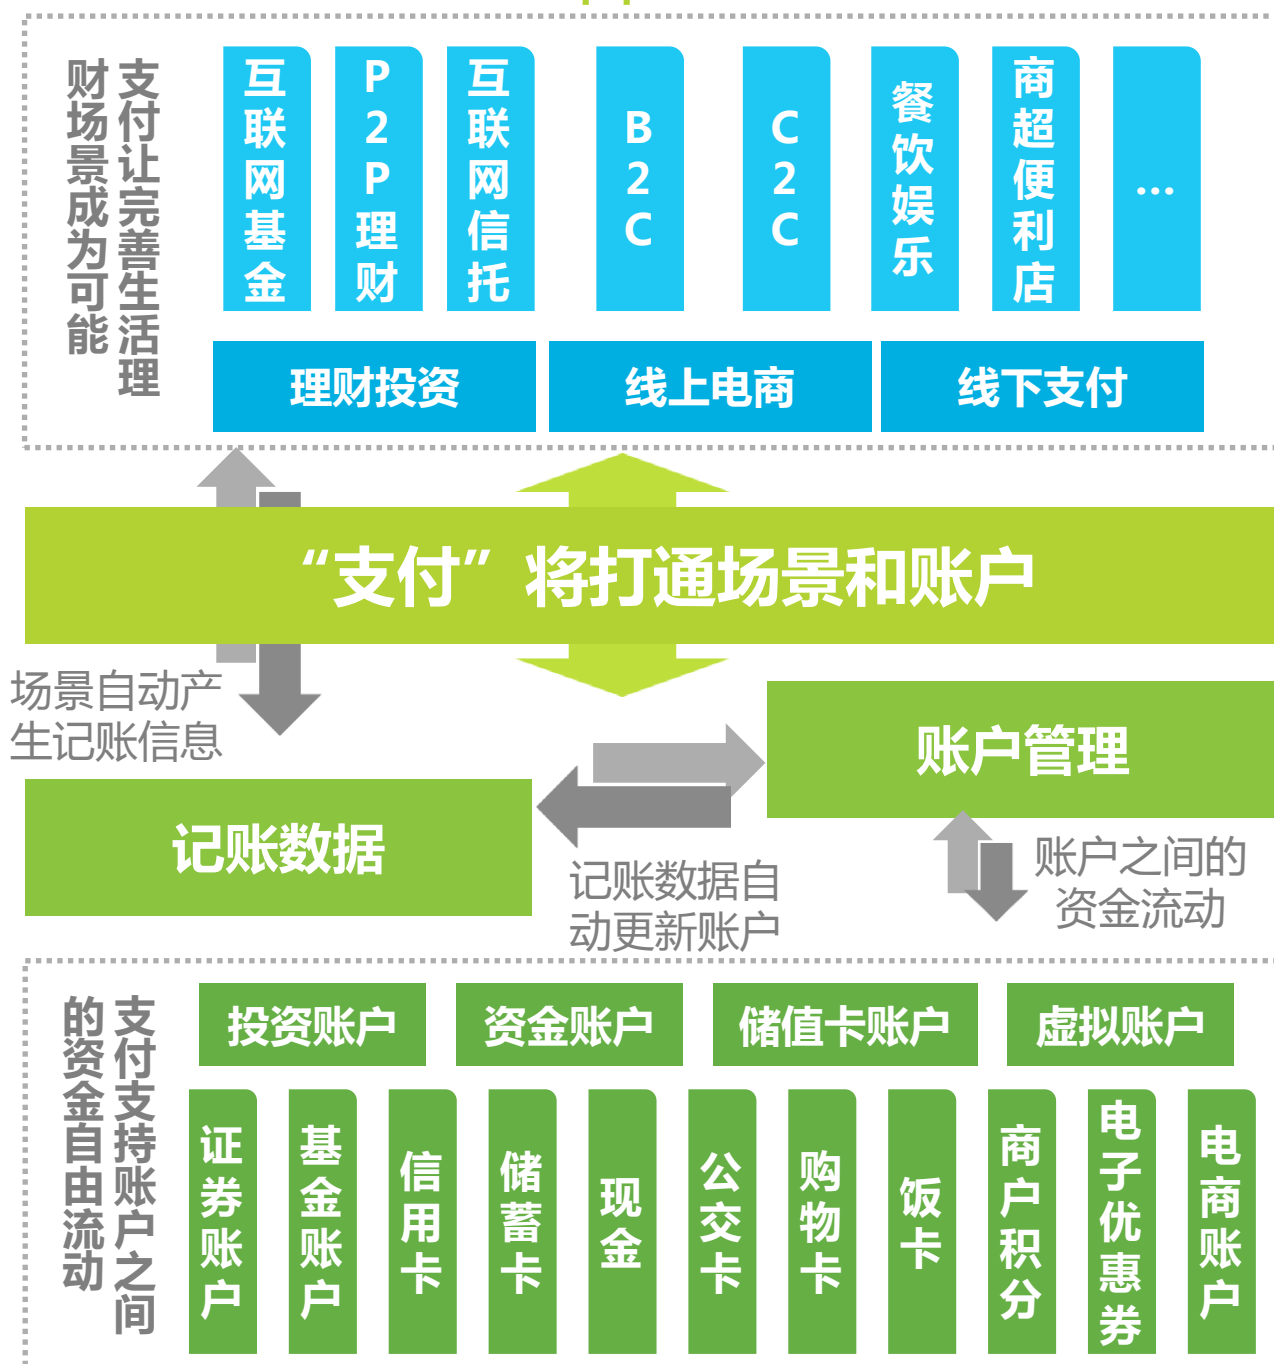 支付让完善生活理
财场景成为可能
互联网基金
P2P理财
互联网信托
B2C
C2C
餐饮娱乐
商超便利店
...
理财投资
线上电商
线下支付
“支付”将打通场景和账户
场景自动产
生记账信息
账户管理
记账数据
记账数据自
动更新账户
账户之间的
资金流动
支付支持账户之间
的资金自由流动
投资账户
资金账户
储值卡账户
虚拟账户
证券账户
基金账户
信用卡
储蓄卡
现金
公交卡
购物卡
饭卡
商户积分
电子优惠券
电商账户